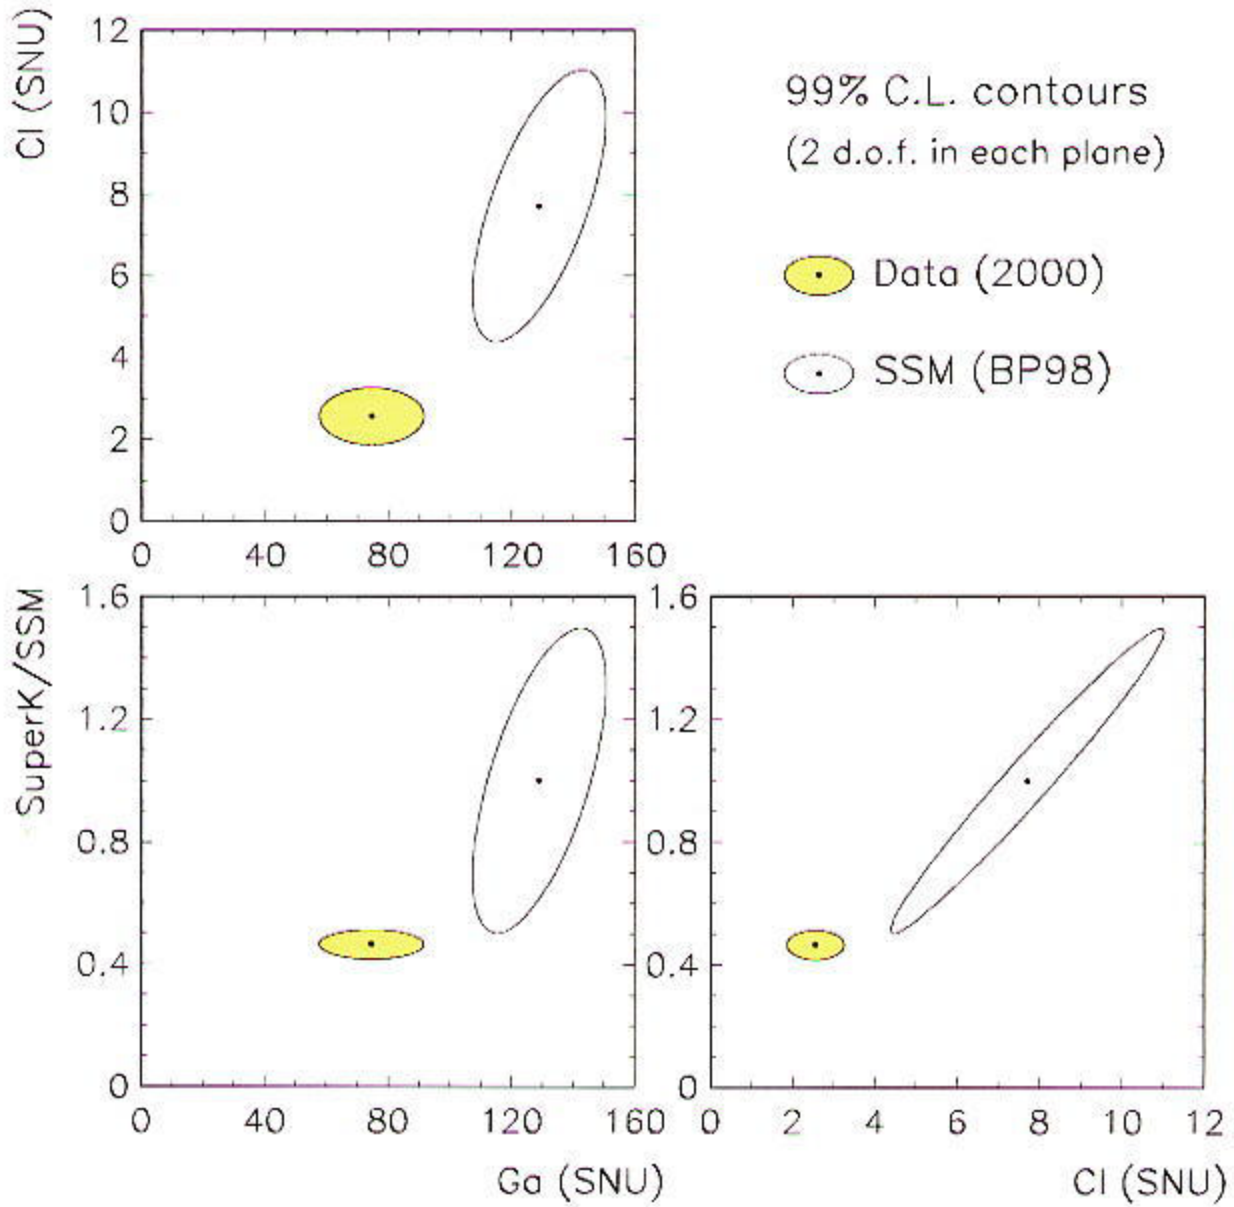 Cl (SNU)
12
10
8
6
4
2
0
0 40 80 120 160
99% C.L. contours
(2 d.o.f. in each plane)
Data (2000)
SSM (BP98)
SuperK/SSM
1.6
1.2
0.8
0.4
0
0 40 80 120 160
Ga (SNU)
1.6
1.2
0.8
0.4
0
0 2 4 6 8 10 12
Cl (SNU)